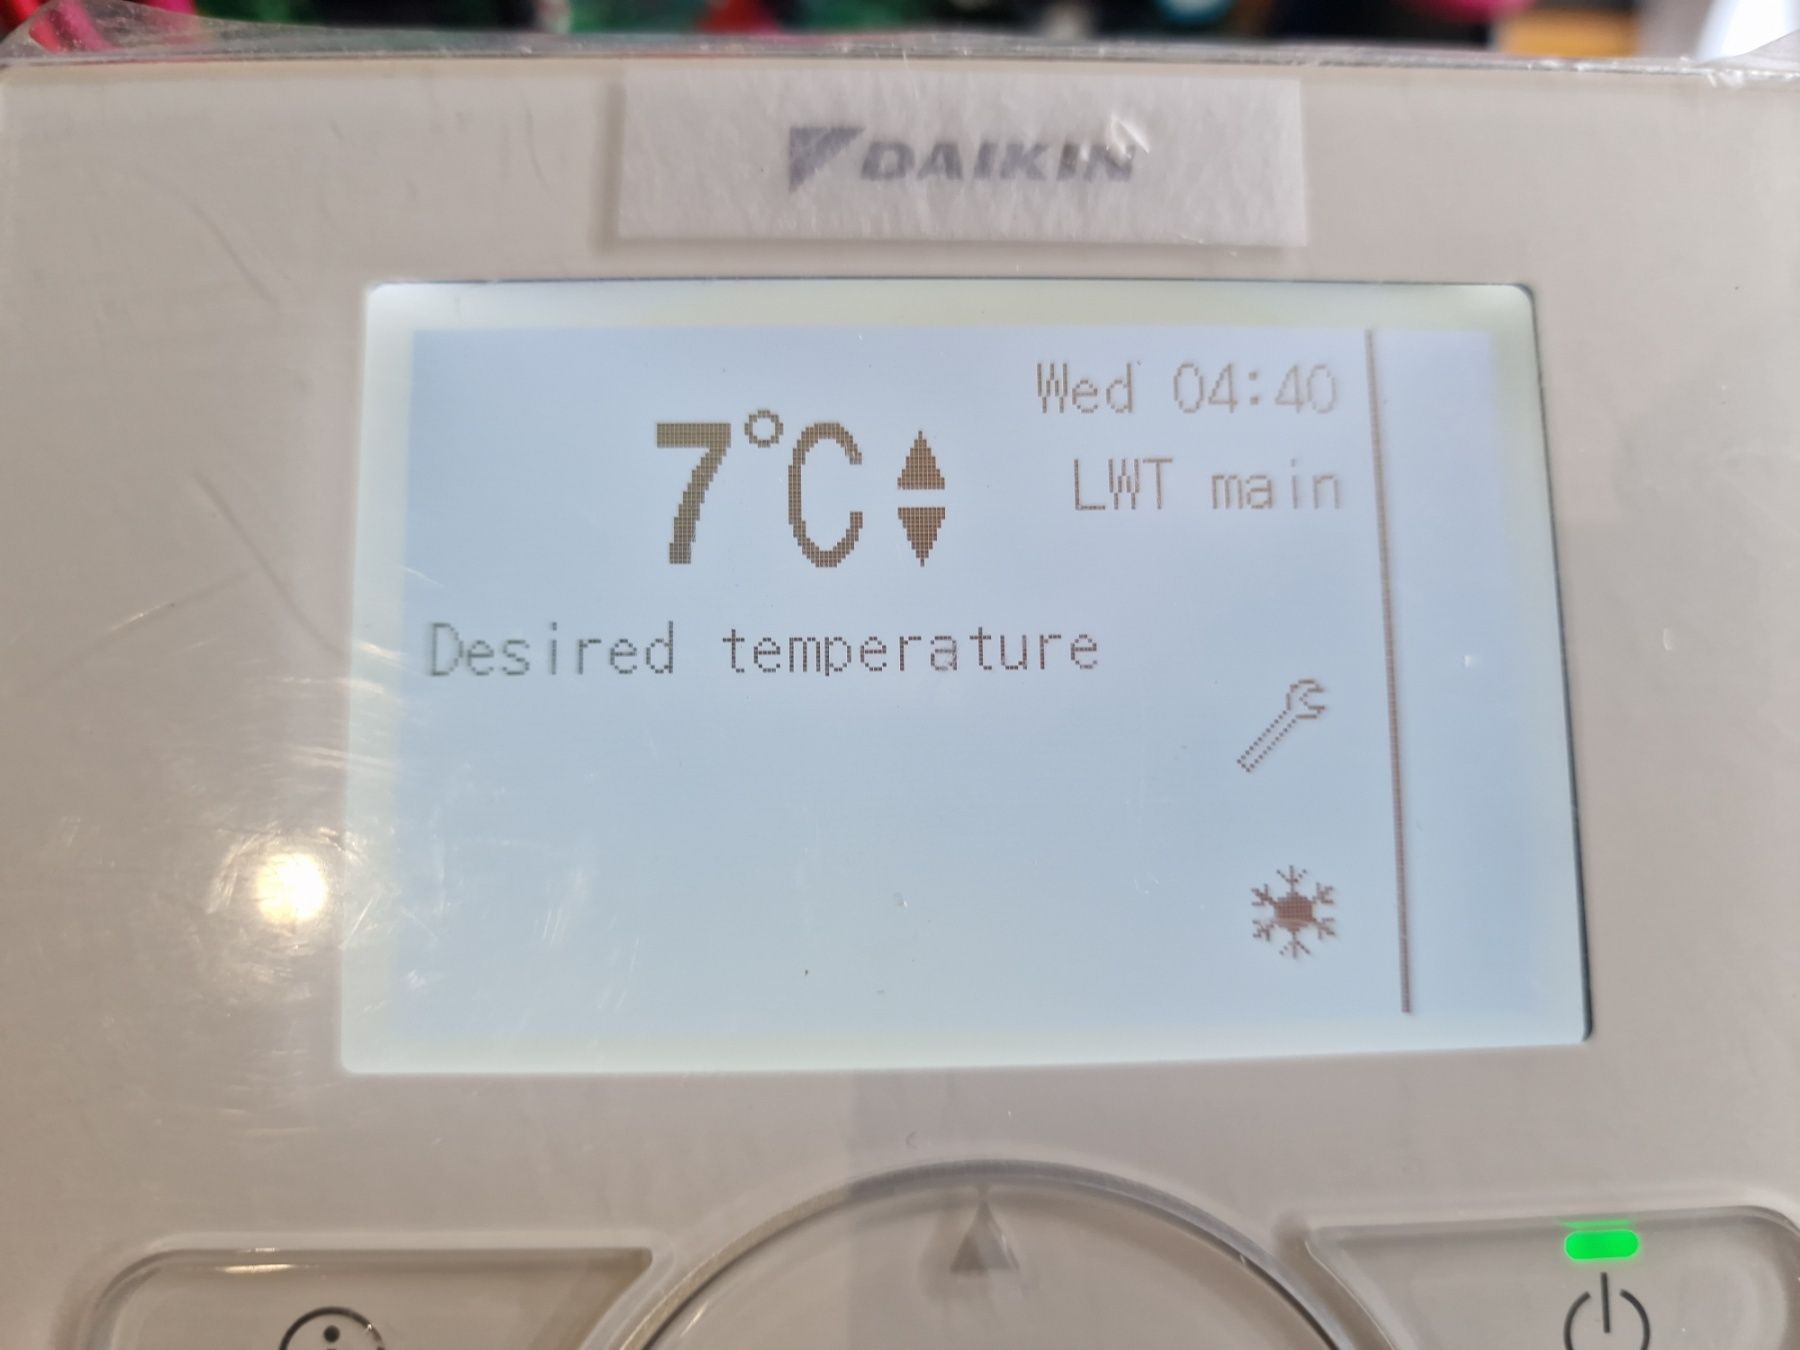 DAIKIN
Wed 04:40
7°C
LWT main
Desired temperature